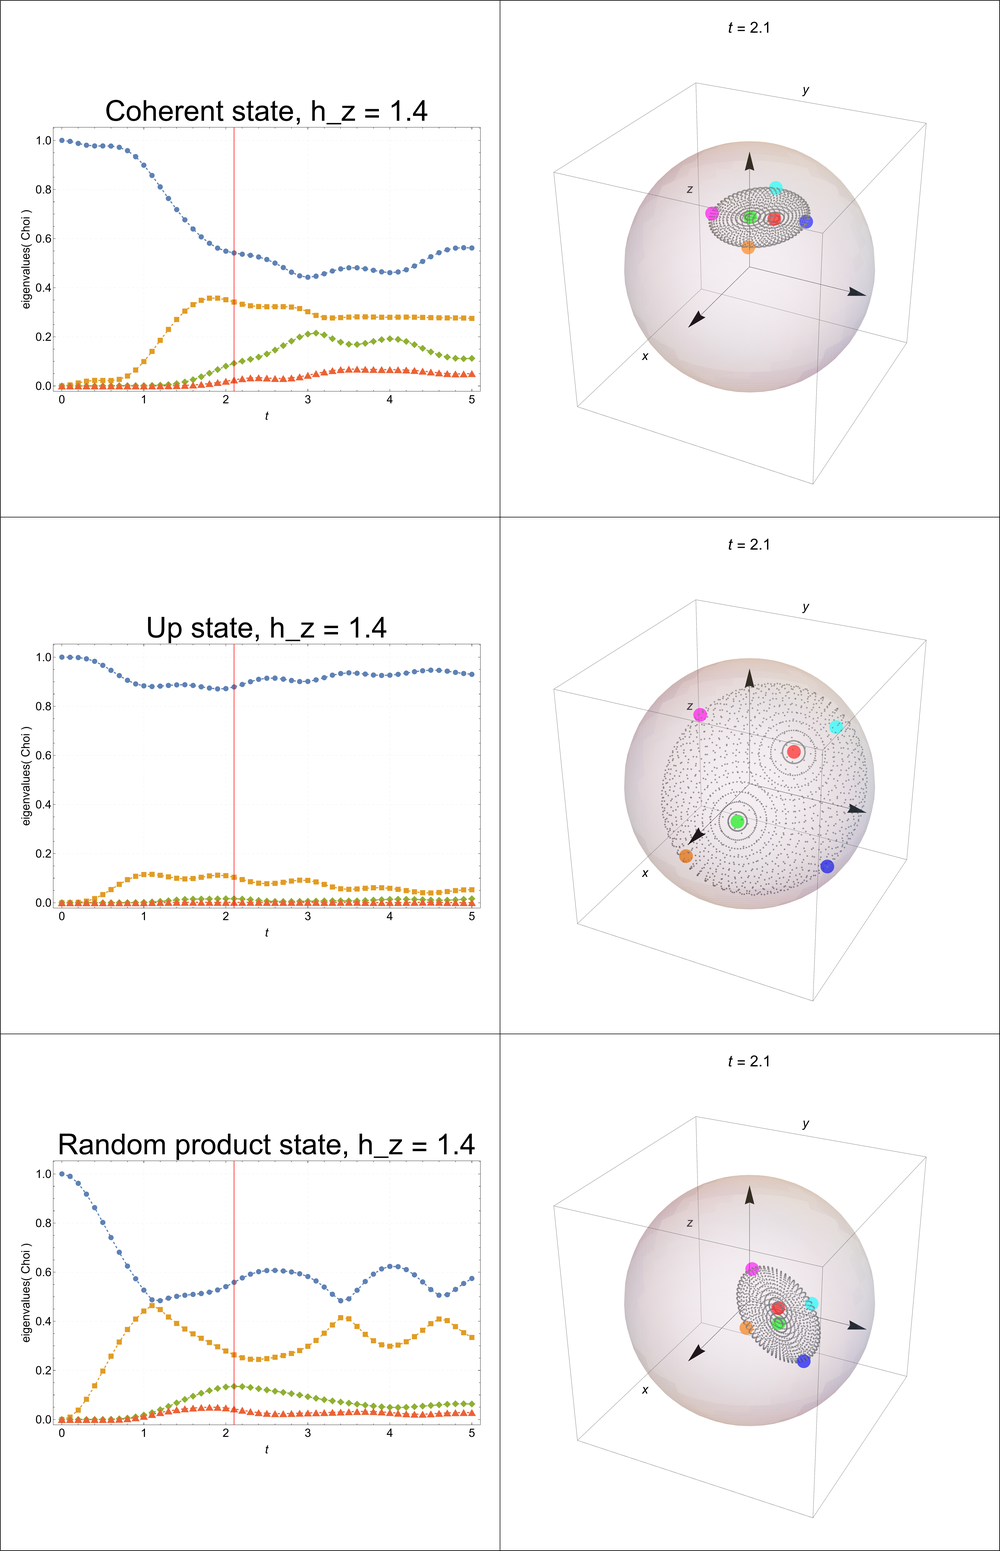 Coherent state, h_z = 1.4
eigenvalues( Choi )
1.0
0.8
0.6
0.4
0.2
0.0
0 1 2 3 4 5
t
t = 2.1
y
z
x
Up state, h_z = 1.4
eigenvalues( Choi )
1.0
0.8
0.6
0.4
0.2
0.0
0 1 2 3 4 5
t
t = 2.1
y
z
x
Random product state, h_z = 1.4
eigenvalues( Choi )
1.0
0.8
0.6
0.4
0.2
0.0
0 1 2 3 4 5
t
t = 2.1
y
z
x